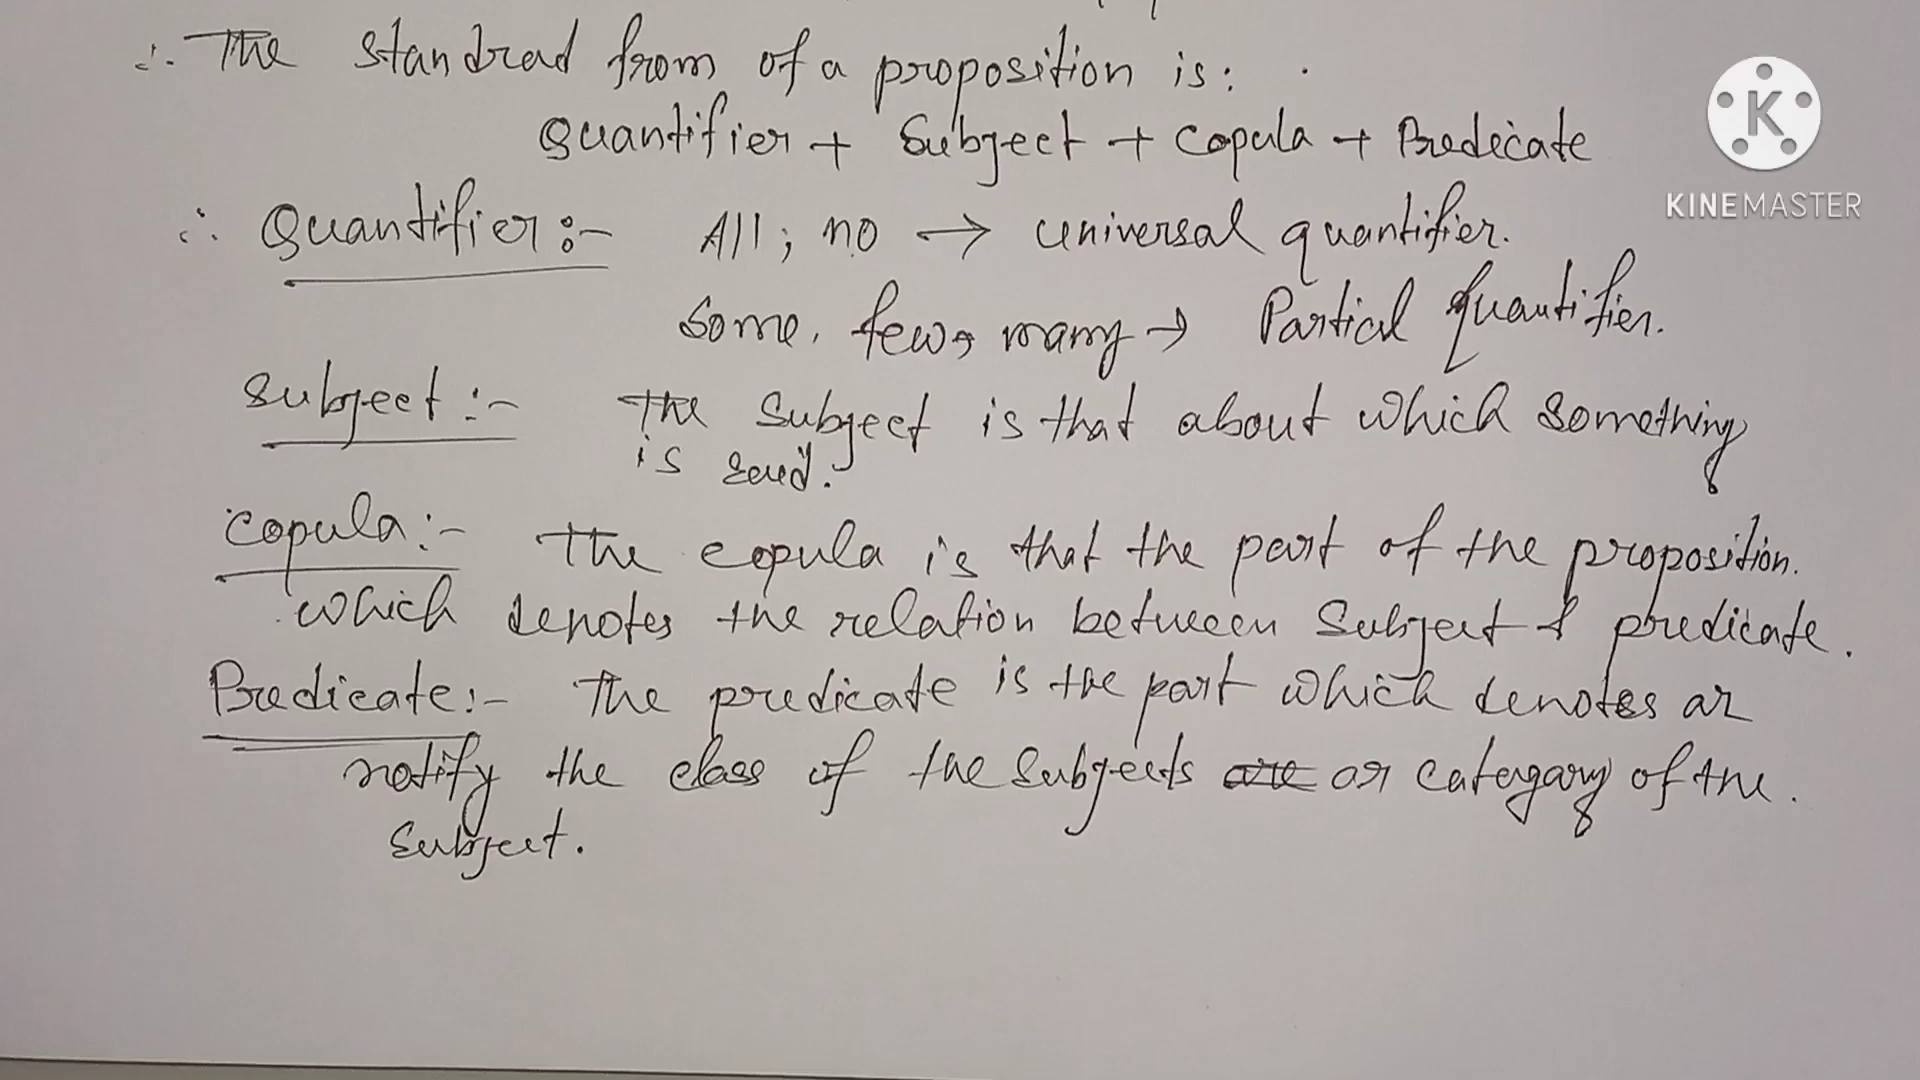 ∴ The standrad from of a proposition is:
Quantifier + Subject + Copula + Predicate
∴ Quantifier:- All; no → universal quantifier.
Some, few, many → Partical quantifier.
Subject:- The Subject is that about which something
is said.
Copula:- The copula is that the part of the proposition.
which denotes the relation between Subject & predicate.
Predicate:- The predicate is the part which denotes or
notify the class of the Subjects are or catergary of the.
Subject.
K
KINEMASTER